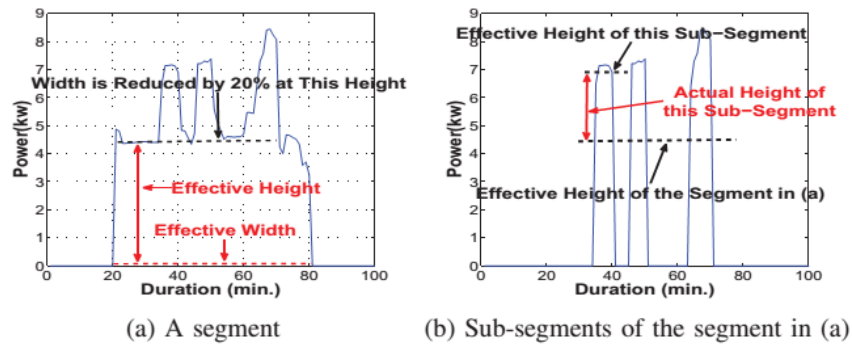 9
8
7
6
5
4
3
2
1
0
Power(kw)
Width is Reduced by 20% at This Height
Effective Height
Effective Width
0 20 40 60 80 100
Duration (min.)
(a) A segment
9
8
7
6
5
4
3
2
1
0
Power(kw)
Effective Height of this Sub-Segment
Actual Height of
this Sub-Segment
Effective Height of the Segment in (a)
0 20 40 60 80 100
Duration (min.)
(b) Sub-segments of the segment in (a)